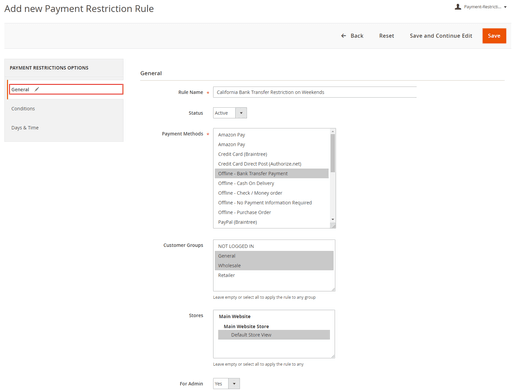 Add new Payment Restriction Rule
Payment-Restricti...
Back
Reset
Save and Continue Edit
Save
PAYMENT RESTRICTIONS OPTIONS
General
Conditions
Days & Time
General
Rule Name *
California Bank Transfer Restriction on Weekends
Status
Active
Payment Methods *
Amazon Pay
Amazon Pay
Credit Card (Braintree)
Credit Card Direct Post (Authorize.net)
Offline - Bank Transfer Payment
Offline - Cash On Delivery
Offline - Check / Money order
Offline - No Payment Information Required
Offline - Purchase Order
PayPal (Braintree)
Customer Groups
NOT LOGGED IN
General
Wholesale
Retailer
Leave empty or select all to apply the rule to any group
Stores
Main Website
Main Website Store
Default Store View
Leave empty or select all to apply the rule to any
For Admin
Yes